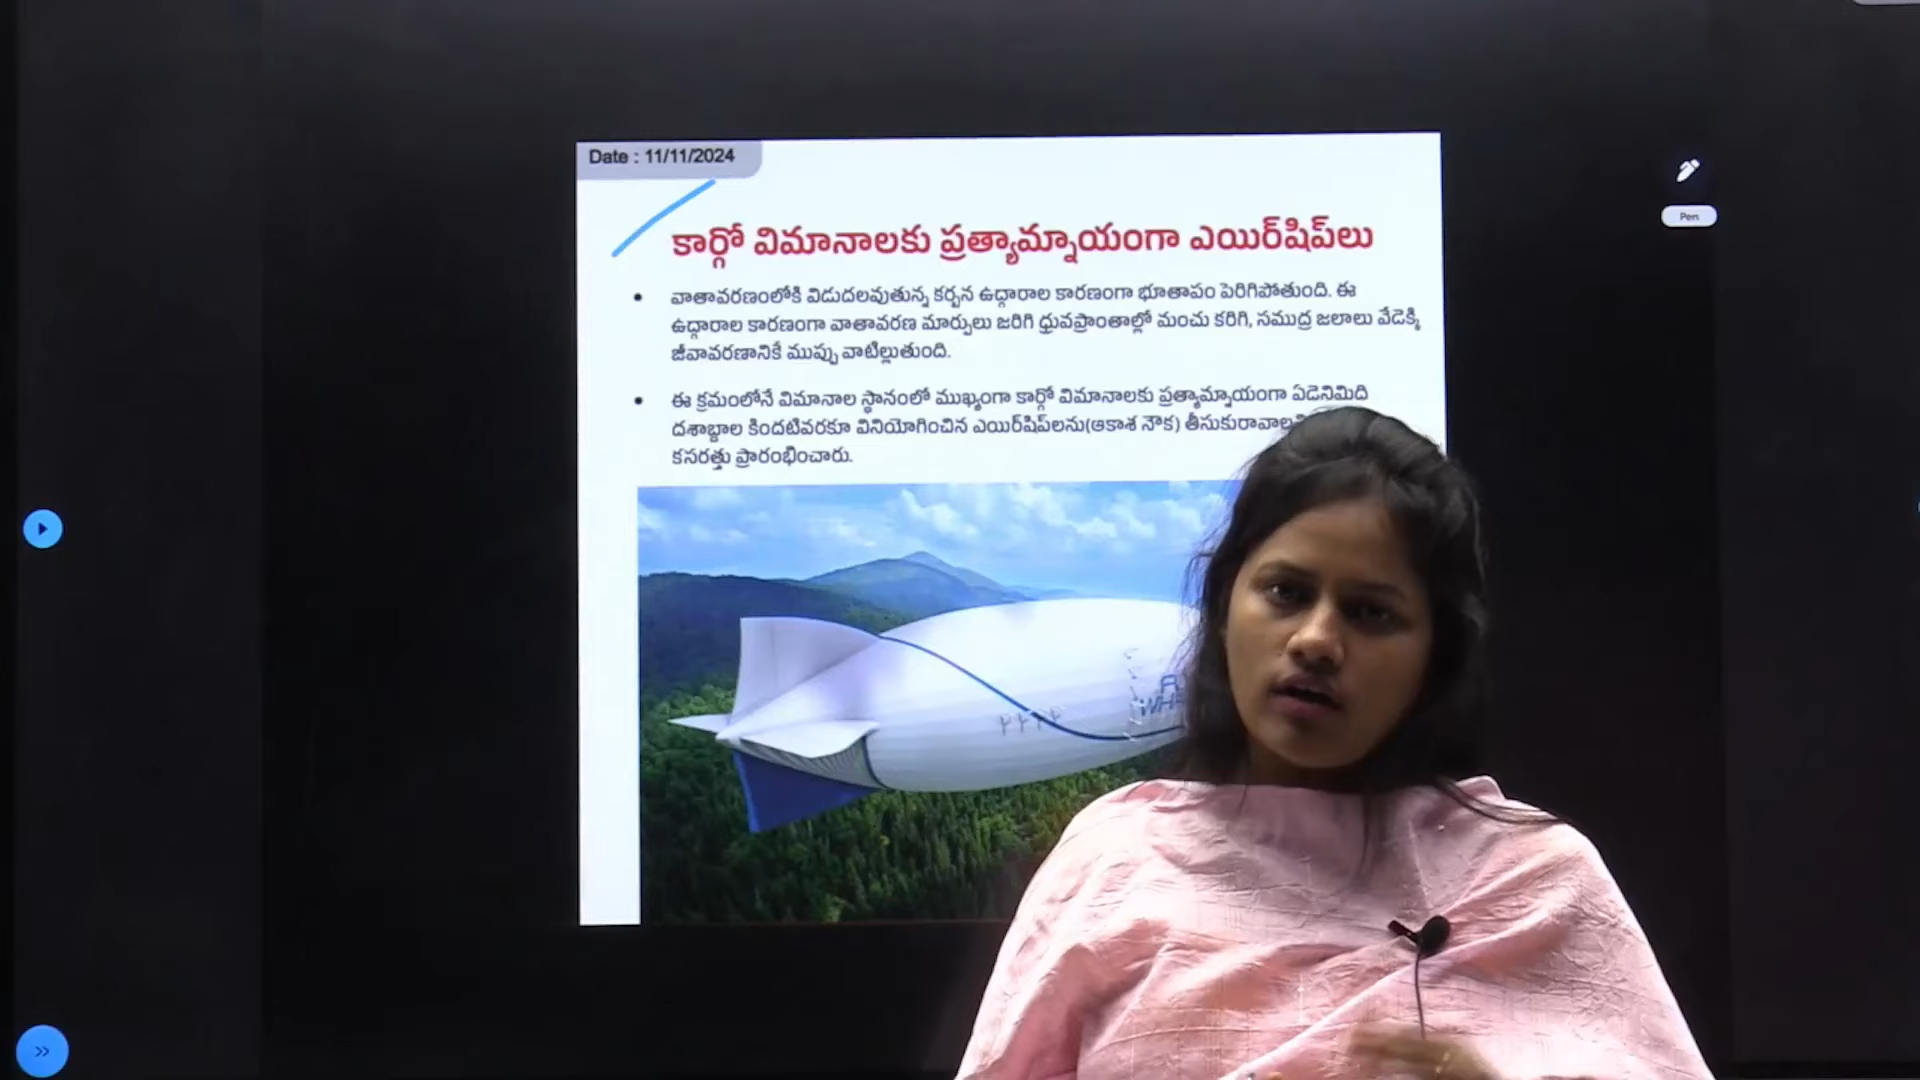 Date : 11/11/2024
Pen
కార్గో విమానాలకు ప్రత్యామ్నాయంగా ఎయిర్‌షిప్‌లు
• వాతావరణంలోకి విడుదలవుతున్న కర్బన ఉద్గారాల కారణంగా భూతాపం పెరిగిపోతుంది. ఈ
ఉద్గారాల కారణంగా వాతావరణ మార్పులు జరిగి ధ్రువప్రాంతాల్లో మంచు కరిగి, సముద్ర జలాలు వేడెక్కి
జీవావరణానికే ముప్పు వాటిల్లుతుంది.
• ఈ క్రమంలోనే విమానాల స్థానంలో ముఖ్యంగా కార్గో విమానాలకు ప్రత్యామ్నాయంగా ఏడెనిమిది
దశాబ్దాల కిందటివరకూ వినియోగించిన ఎయిర్‌షిప్‌లను(ఆకాశ నౌక)
కసరత్తు ప్రారంభించారు.